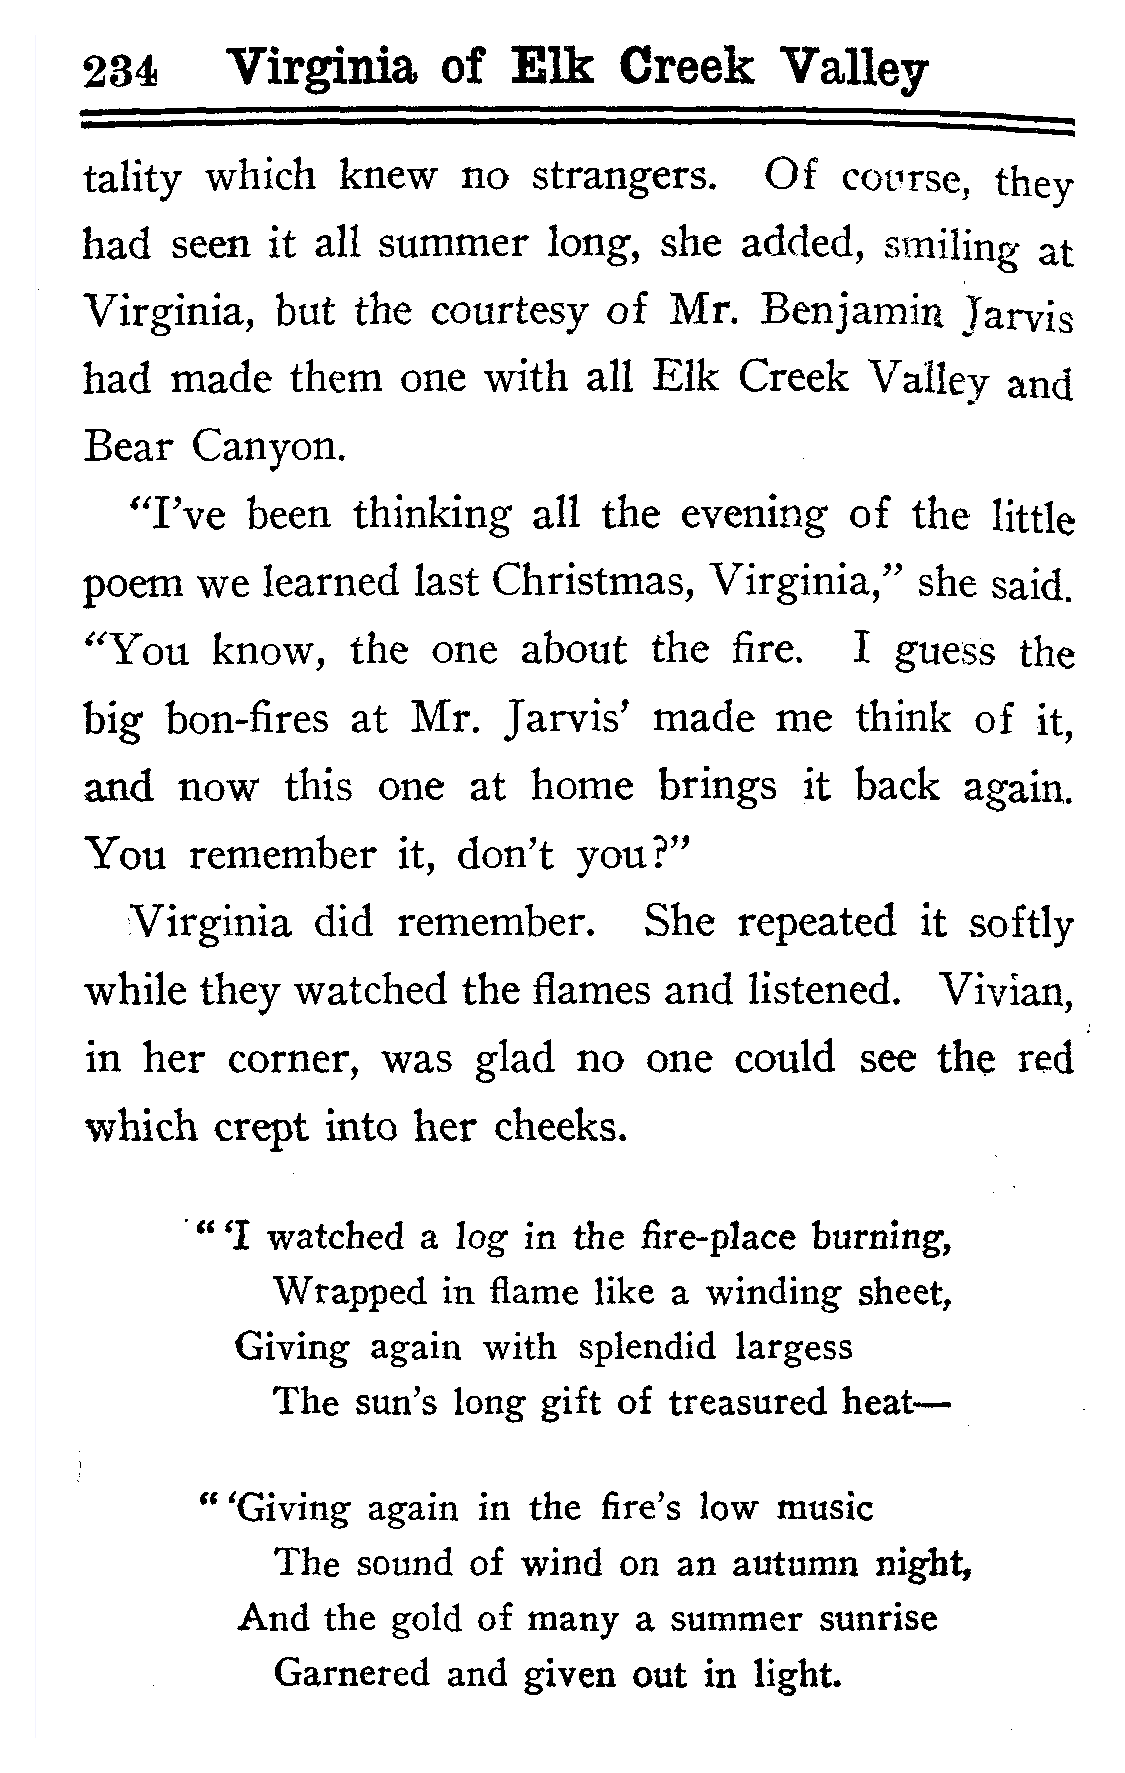 234 Virginia of Elk Creek Valley
tality which knew no strangers. Of course, they
had seen it all summer long, she added, smiling at
Virginia, but the courtesy of Mr. Benjamin Jarvis
had made them one with all Elk Creek Valley and
Bear Canyon.
"I've been thinking all the evening of the little
poem we learned last Christmas, Virginia," she said.
"You know, the one about the fire. I guess the
big bon-fires at Mr. Jarvis' made me think of it,
and now this one at home brings it back again.
You remember it, don't you?"
Virginia did remember. She repeated it softly
while they watched the flames and listened. Vivian,
in her corner, was glad no one could see the red
which crept into her cheeks.
" 'I watched a log in the fire-place burning,
Wrapped in flame like a winding sheet,
Giving again with splendid largess
The sun's long gift of treasured heat—
" 'Giving again in the fire's low music
The sound of wind on an autumn night,
And the gold of many a summer sunrise
Garnered and given out in light.